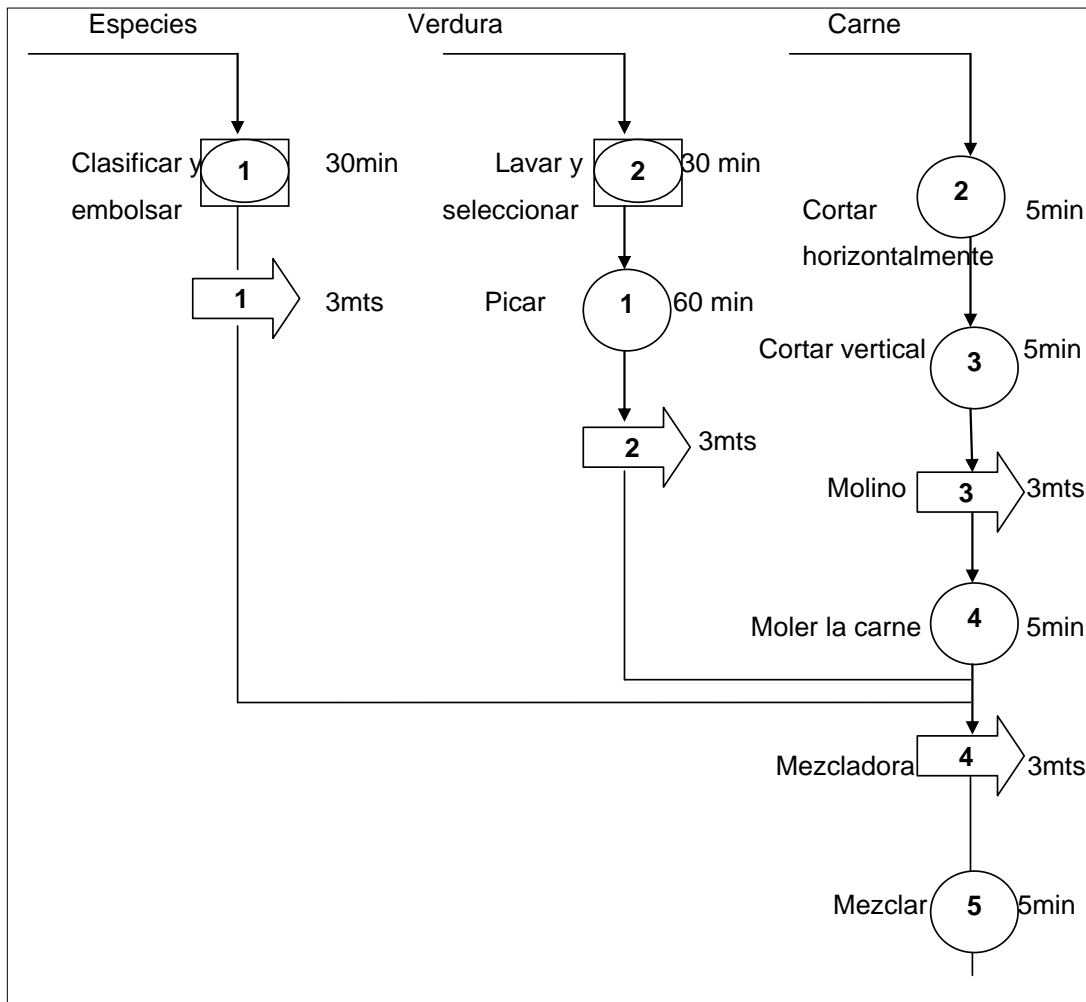 Especies
Verdura
Carne
Clasificar y
embolsar
1
30min
1
3mts
Lavar y
seleccionar
2
30 min
Picar
1
60 min
2
3mts
Cortar
horizontalmente
2
5min
Cortar vertical
3
5min
Molino
3
3mts
Moler la carne
4
5min
Mezcladora
4
3mts
Mezclar
5
5min